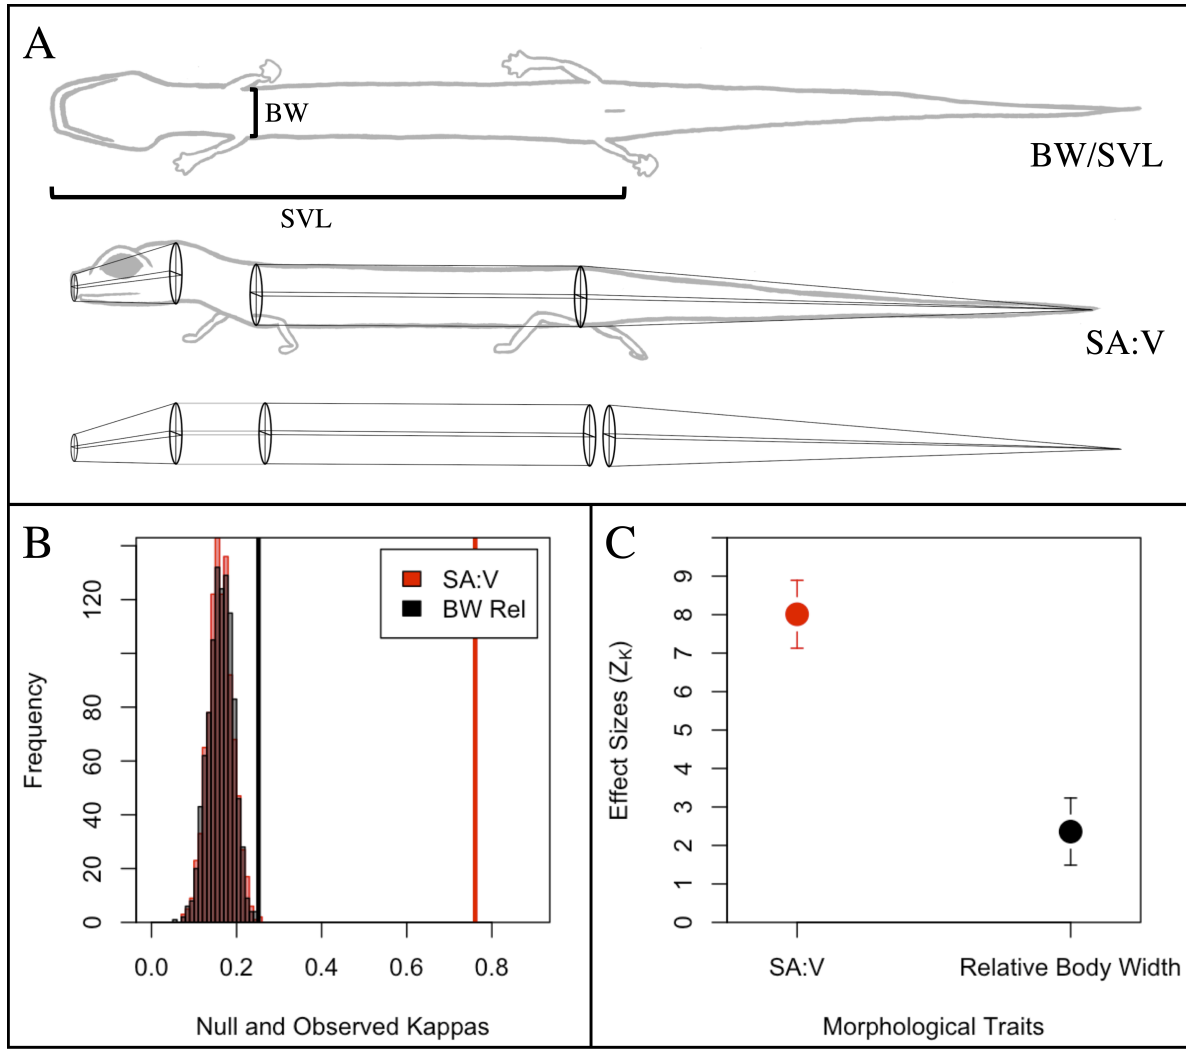 A
BW
BW/SVL
SVL
SA:V
B
SA:V
BW Rel
Frequency
0 20 40 60 80 120
0.0 0.2 0.4 0.6 0.8
Null and Observed Kappas
C
Effect Sizes (Z_K)
0 1 2 3 4 5 6 7 8 9
SA:V Relative Body Width
Morphological Traits